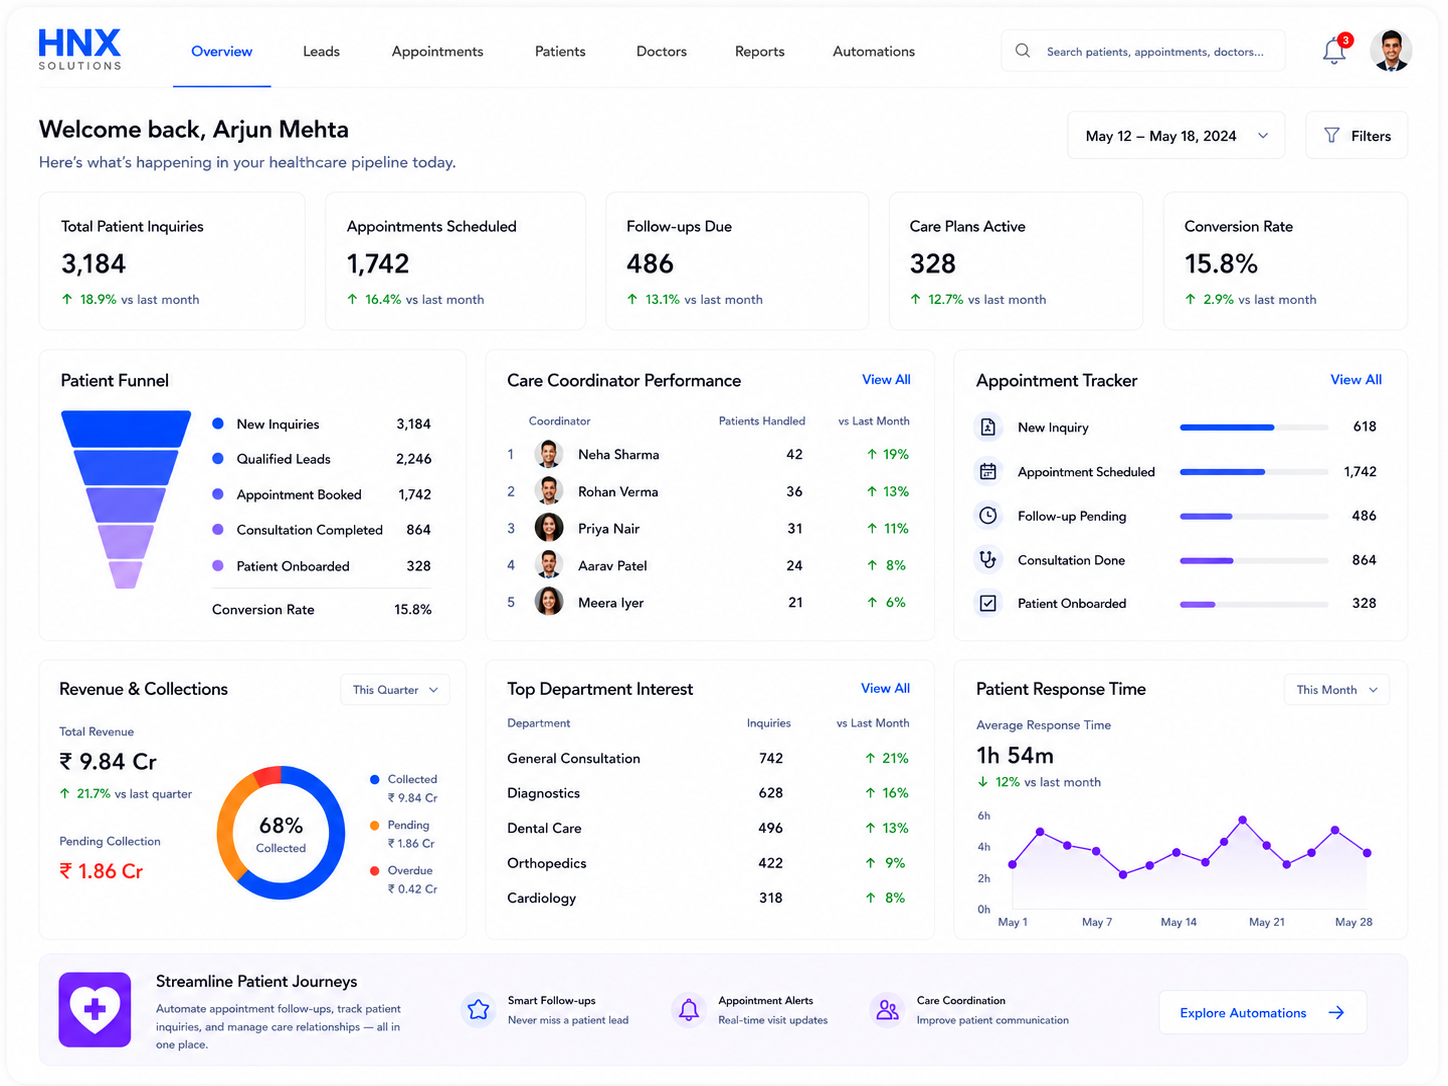 HNX
SOLUTIONS
Overview
Leads
Appointments
Patients
Doctors
Reports
Automations
Search patients, appointments, doctors...
3
Welcome back, Arjun Mehta
Here's what's happening in your healthcare pipeline today.
May 12 – May 18, 2024
Filters
Total Patient Inquiries
3,184
↑ 18.9% vs last month
Appointments Scheduled
1,742
↑ 16.4% vs last month
Follow-ups Due
486
↑ 13.1% vs last month
Care Plans Active
328
↑ 12.7% vs last month
Conversion Rate
15.8%
↑ 2.9% vs last month
Patient Funnel
New Inquiries 3,184
Qualified Leads 2,246
Appointment Booked 1,742
Consultation Completed 864
Patient Onboarded 328
Conversion Rate 15.8%
Care Coordinator Performance
View All
Coordinator Patients Handled vs Last Month
1 Neha Sharma 42 ↑ 19%
2 Rohan Verma 36 ↑ 13%
3 Priya Nair 31 ↑ 11%
4 Aarav Patel 24 ↑ 8%
5 Meera Iyer 21 ↑ 6%
Appointment Tracker
View All
New Inquiry 618
Appointment Scheduled 1,742
Follow-up Pending 486
Consultation Done 864
Patient Onboarded 328
Revenue & Collections
This Quarter
Total Revenue
₹ 9.84 Cr
↑ 21.7% vs last quarter
Pending Collection
₹ 1.86 Cr
68%
Collected
Collected
₹ 9.84 Cr
Pending
₹ 1.86 Cr
Overdue
₹ 0.42 Cr
Top Department Interest
View All
Department Inquiries vs Last Month
General Consultation 742 ↑ 21%
Diagnostics 628 ↑ 16%
Dental Care 496 ↑ 13%
Orthopedics 422 ↑ 9%
Cardiology 318 ↑ 8%
Patient Response Time
This Month
Average Response Time
1h 54m
↓ 12% vs last month
6h
4h
2h
0h
May 1 May 7 May 14 May 21 May 28
Streamline Patient Journeys
Automate appointment follow-ups, track patient
inquiries, and manage care relationships — all in
one place.
Smart Follow-ups
Never miss a patient lead
Appointment Alerts
Real-time visit updates
Care Coordination
Improve patient communication
Explore Automations →